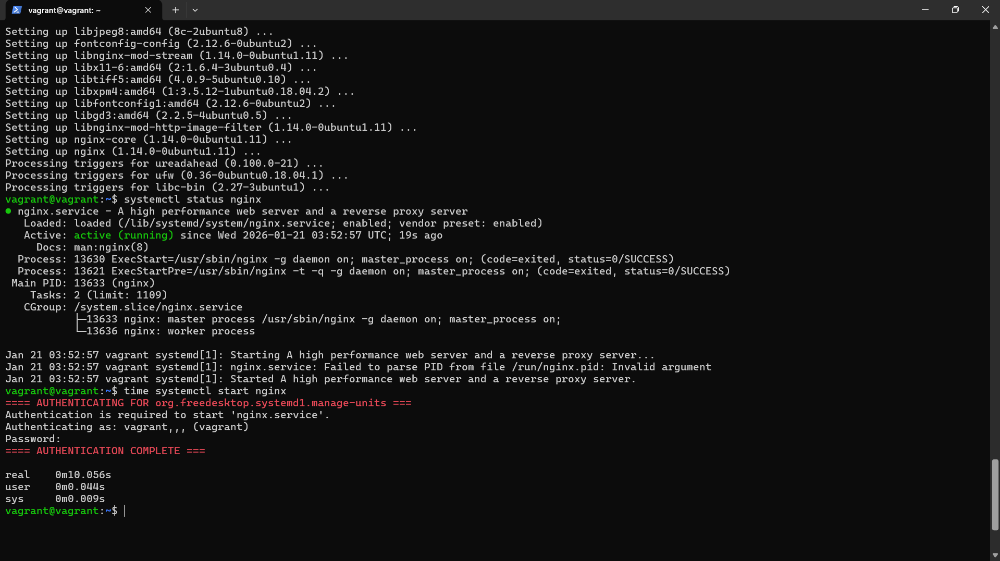 vagrant@vagrant: ~
Setting up libjpeg8:amd64 (8c-2ubuntu8) ...
Setting up fontconfig-config (2.12.6-0ubuntu2) ...
Setting up libnginx-mod-stream (1.14.0-0ubuntu1.11) ...
Setting up libx11-6:amd64 (2:1.6.4-3ubuntu0.4) ...
Setting up libtiff5:amd64 (4.0.9-5ubuntu0.10) ...
Setting up libxpm4:amd64 (1:3.5.12-1ubuntu0.18.04.2) ...
Setting up libfontconfig1:amd64 (2.12.6-0ubuntu2) ...
Setting up libgd3:amd64 (2.2.5-4ubuntu0.5) ...
Setting up libnginx-mod-http-image-filter (1.14.0-0ubuntu1.11) ...
Setting up nginx-core (1.14.0-0ubuntu1.11) ...
Setting up nginx (1.14.0-0ubuntu1.11) ...
Processing triggers for ureadahead (0.100.0-21) ...
Processing triggers for ufw (0.36-0ubuntu0.18.04.1) ...
Processing triggers for libc-bin (2.27-3ubuntu1) ...
vagrant@vagrant:~$ systemctl status nginx
● nginx.service - A high performance web server and a reverse proxy server
   Loaded: loaded (/lib/systemd/system/nginx.service; enabled; vendor preset: enabled)
   Active: active (running) since Wed 2026-01-21 03:52:57 UTC; 19s ago
     Docs: man:nginx(8)
  Process: 13630 ExecStart=/usr/sbin/nginx -g daemon on; master_process on; (code=exited, status=0/SUCCESS)
  Process: 13621 ExecStartPre=/usr/sbin/nginx -t -q -g daemon on; master_process on; (code=exited, status=0/SUCCESS)
 Main PID: 13633 (nginx)
    Tasks: 2 (limit: 1109)
   CGroup: /system.slice/nginx.service
           ├─13633 nginx: master process /usr/sbin/nginx -g daemon on; master_process on;
           └─13636 nginx: worker process
Jan 21 03:52:57 vagrant systemd[1]: Starting A high performance web server and a reverse proxy server...
Jan 21 03:52:57 vagrant systemd[1]: nginx.service: Failed to parse PID from file /run/nginx.pid: Invalid argument
Jan 21 03:52:57 vagrant systemd[1]: Started A high performance web server and a reverse proxy server.
vagrant@vagrant:~$ time systemctl start nginx
==== AUTHENTICATING FOR org.freedesktop.systemd1.manage-units ===
Authentication is required to start 'nginx.service'.
Authenticating as: vagrant,,, (vagrant)
Password:
==== AUTHENTICATION COMPLETE ===
real    0m10.056s
user    0m0.044s
sys     0m0.009s
vagrant@vagrant:~$